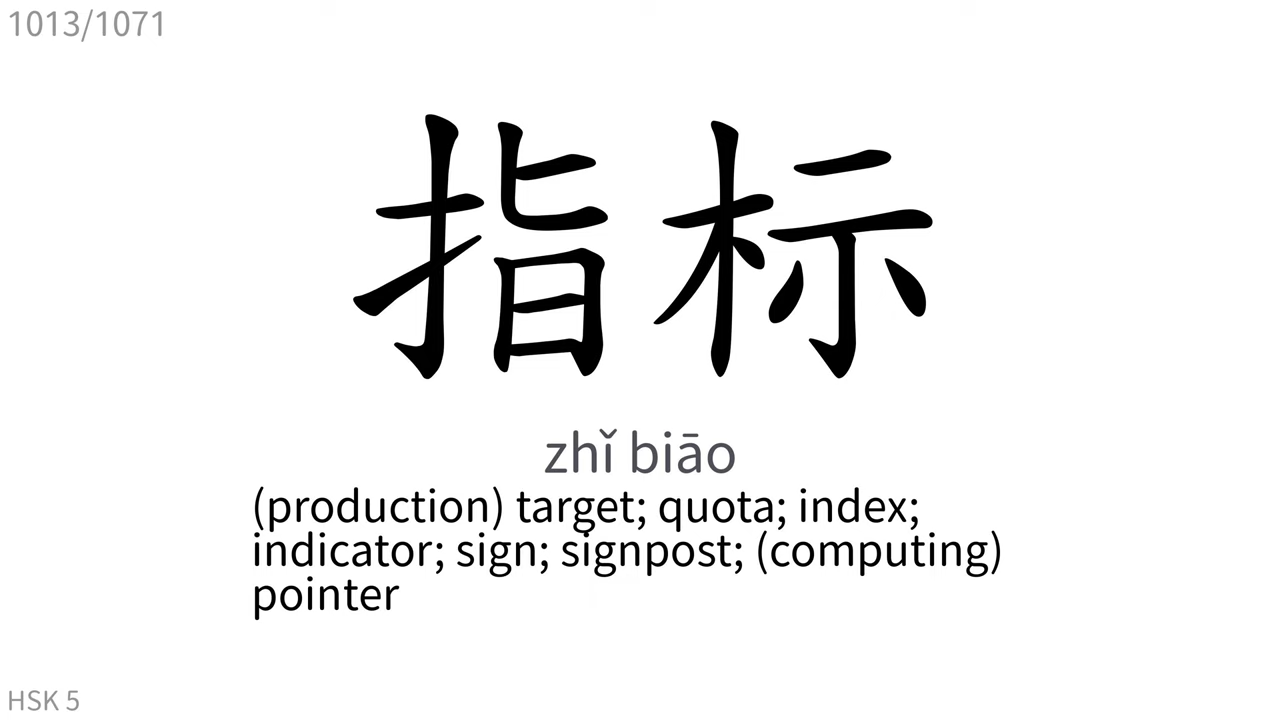 1013/1071
指标
zhǐ biāo
(production) target; quota; index;
indicator; sign; signpost; (computing)
pointer
HSK 5